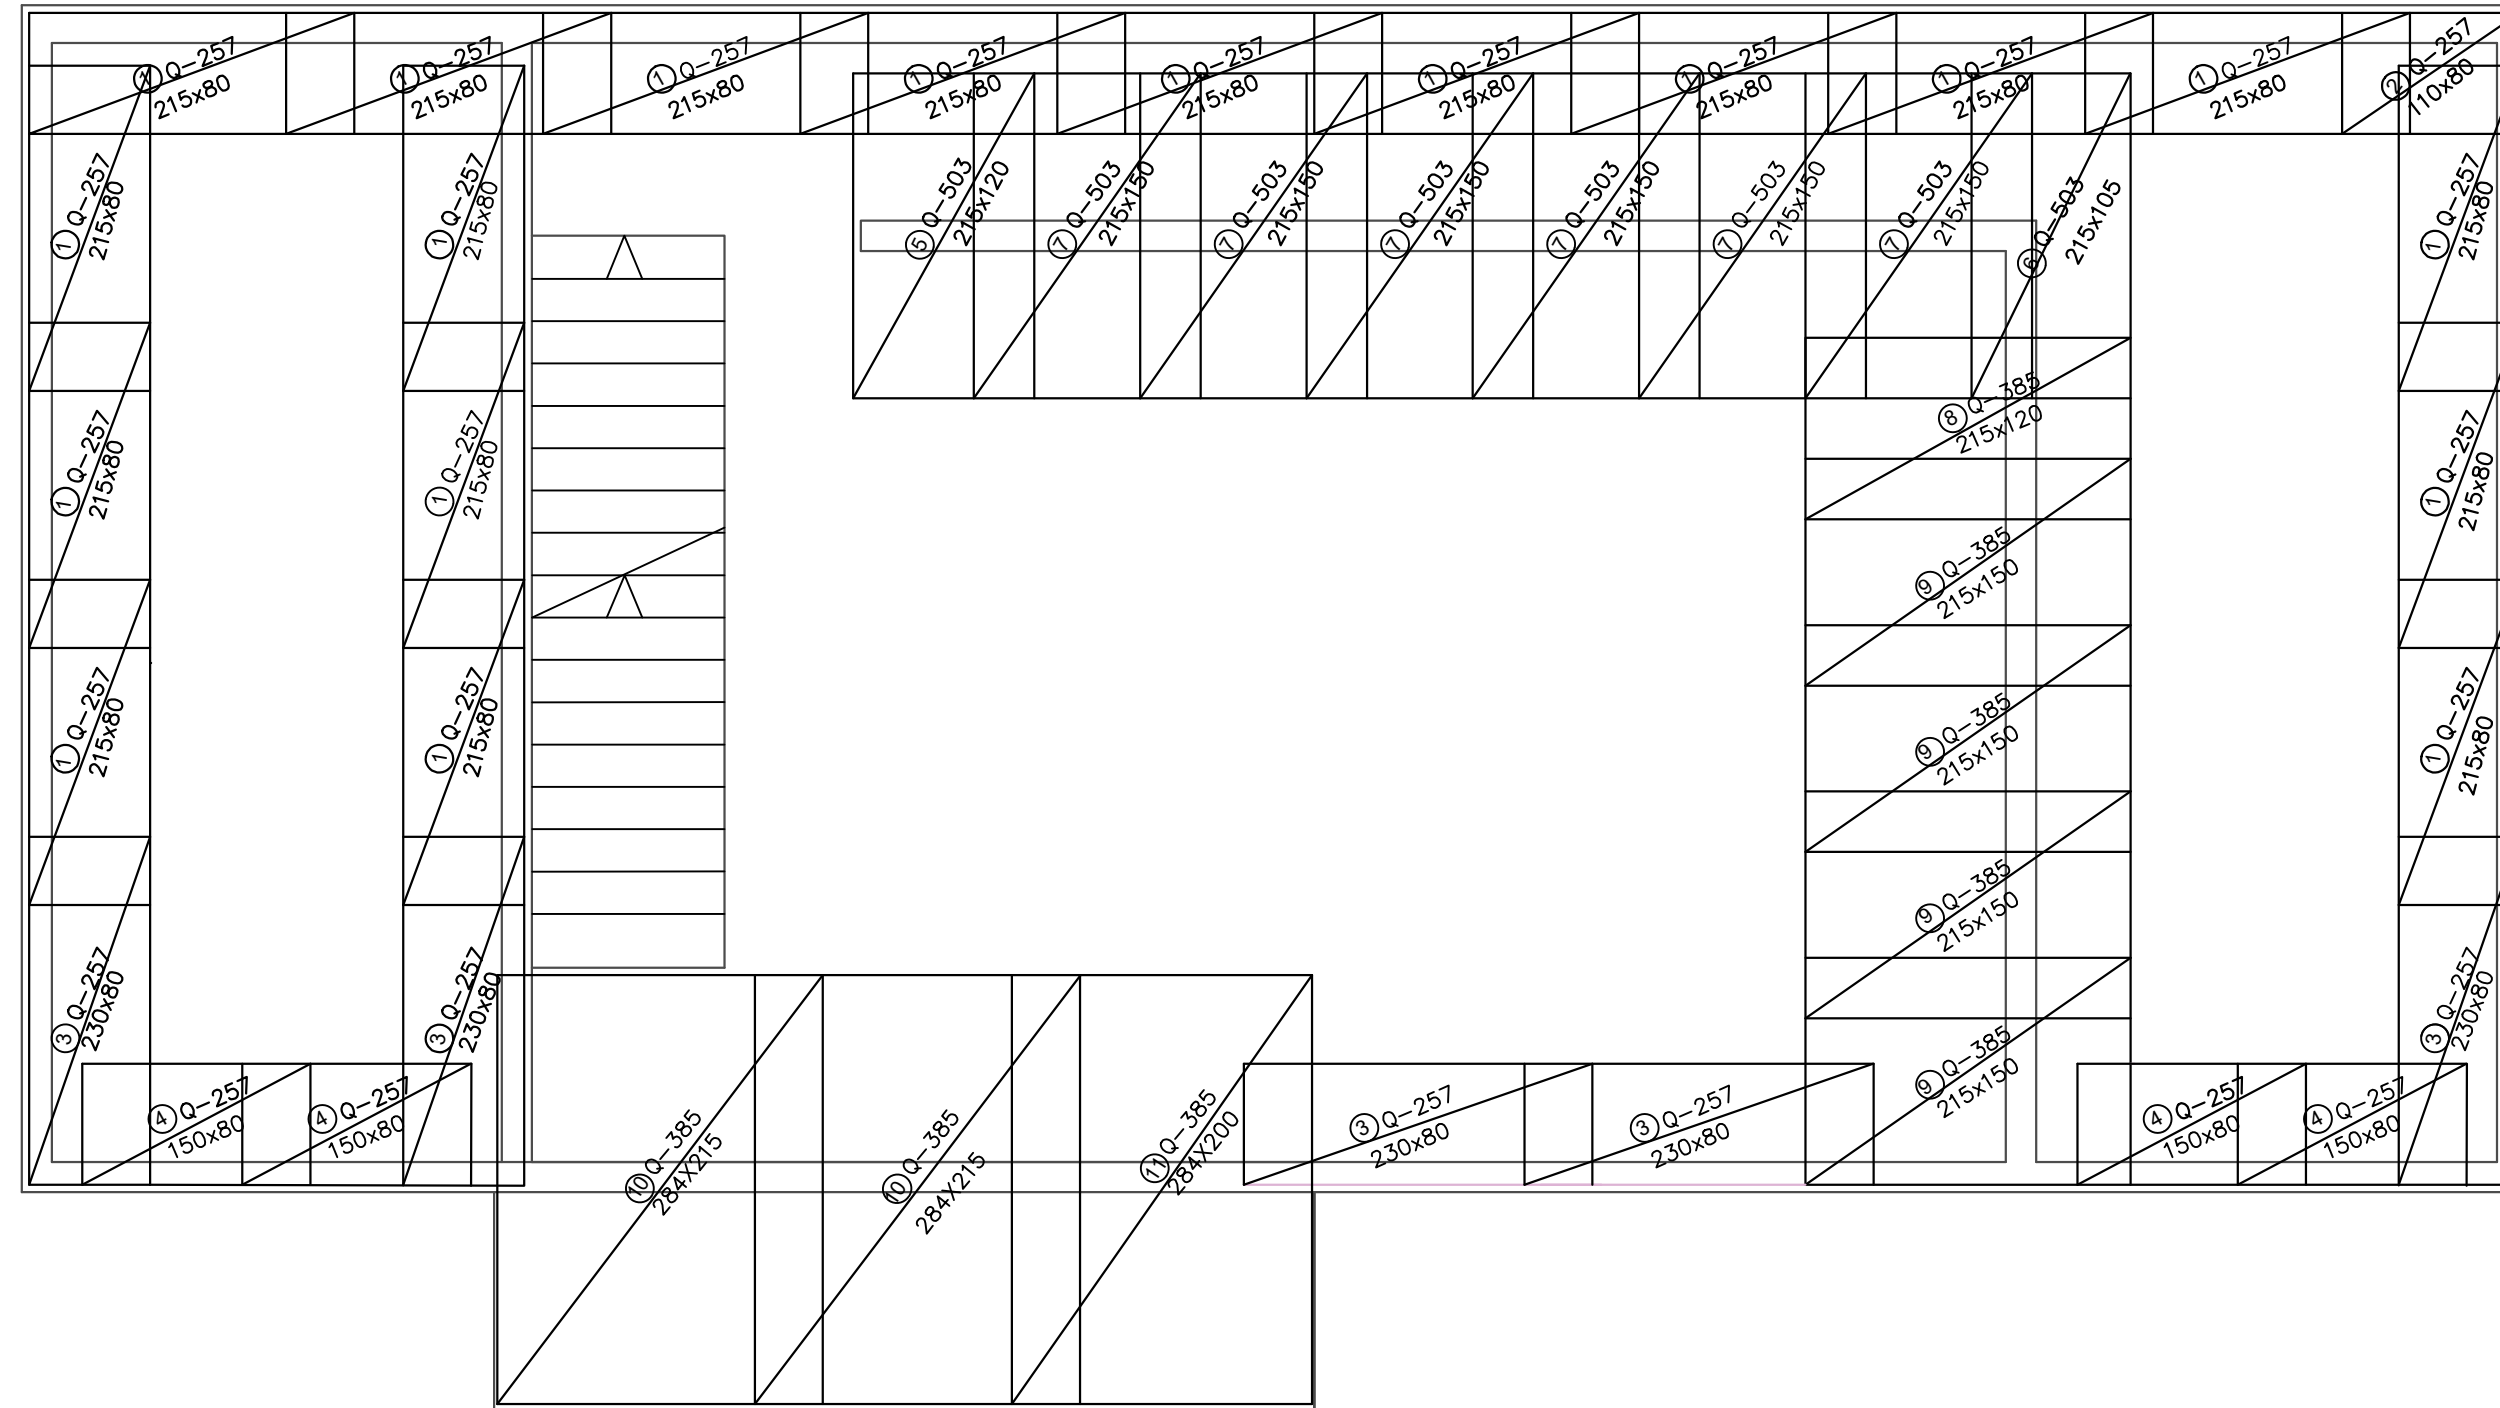 1 Q-257
215x80
1 Q-257
215x80
1 Q-257
215x80
1 Q-257
215x80
1 Q-257
215x80
1 Q-257
215x80
1 Q-257
215x80
1 Q-257
215x80
1 Q-257
215x80
2 Q-257
110x80
1 Q-257
215x80
1 Q-257
215x80
5 Q-503
215x120
7 Q-503
215x150
7 Q-503
215x150
7 Q-503
215x150
7 Q-503
215x150
7 Q-503
215x150
7 Q-503
215x150
6 Q-503
215x105
1 Q-257
215x80
8 Q-385
215x120
1 Q-257
215x80
1 Q-257
215x80
1 Q-257
215x80
9 Q-385
215x150
1 Q-257
215x80
1 Q-257
215x80
9 Q-385
215x150
1 Q-257
215x80
9 Q-385
215x150
3 Q-257
230x80
3 Q-257
230x80
3 Q-257
230x80
4 Q-257
150x80
4 Q-257
150x80
10 Q-385
284X215
10 Q-385
284X215
11 Q-385
284X200
3 Q-257
230x80
3 Q-257
230x80
9 Q-385
215x150
4 Q-257
150x80
4 Q-257
150x80